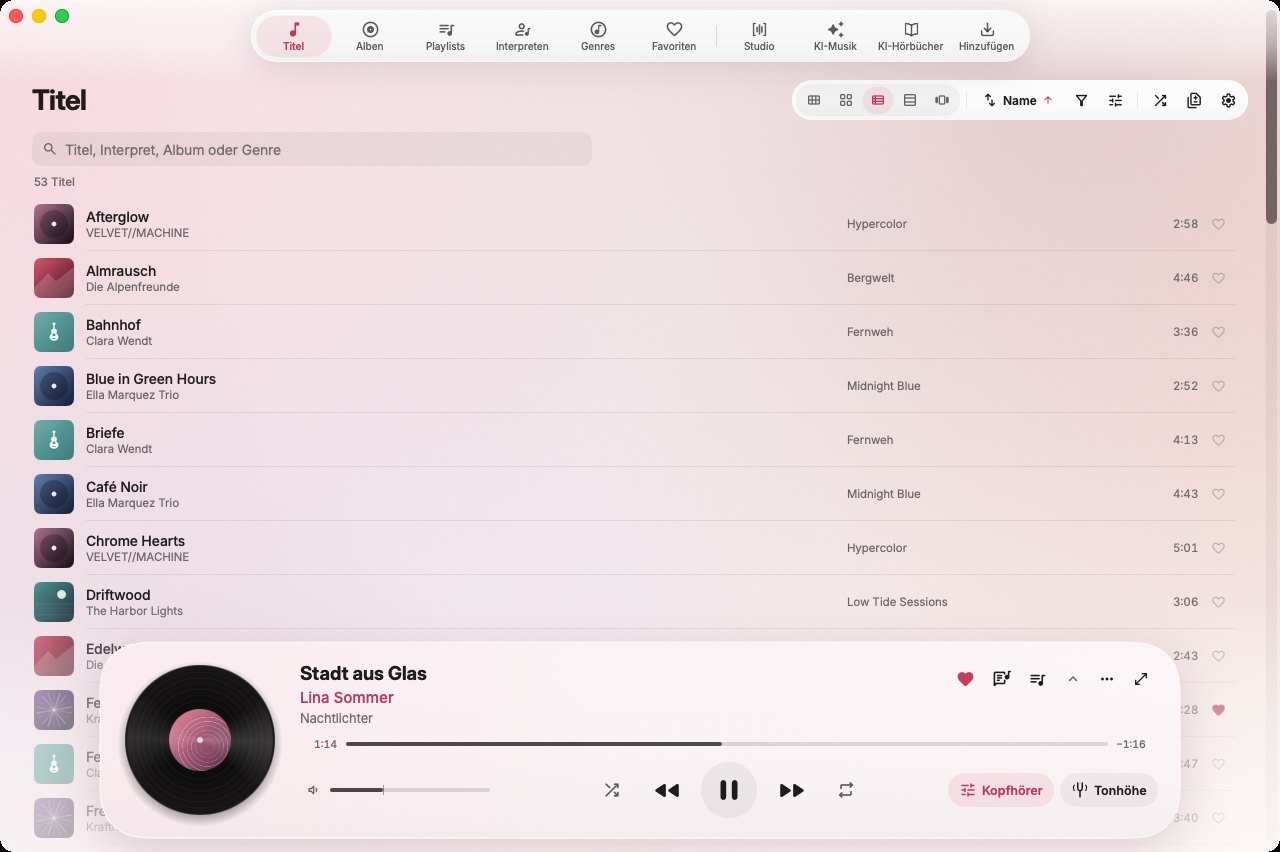 Titel
Alben
Playlists
Interpreten
Genres
Favoriten
Studio
KI-Musik
KI-Hörbücher
Hinzufügen
Titel
Name
Titel, Interpret, Album oder Genre
53 Titel
Afterglow
VELVET//MACHINE
Hypercolor
2:58
Almrausch
Die Alpenfreunde
Bergwelt
4:46
Bahnhof
Clara Wendt
Fernweh
3:36
Blue in Green Hours
Ella Marquez Trio
Midnight Blue
2:52
Briefe
Clara Wendt
Fernweh
4:13
Café Noir
Ella Marquez Trio
Midnight Blue
4:43
Chrome Hearts
VELVET//MACHINE
Hypercolor
5:01
Driftwood
The Harbor Lights
Low Tide Sessions
3:06
Die
2:43
:28
:47
3:40
Stadt aus Glas
Lina Sommer
Nachtlichter
1:14
−1:16
Kopfhörer
Tonhöhe